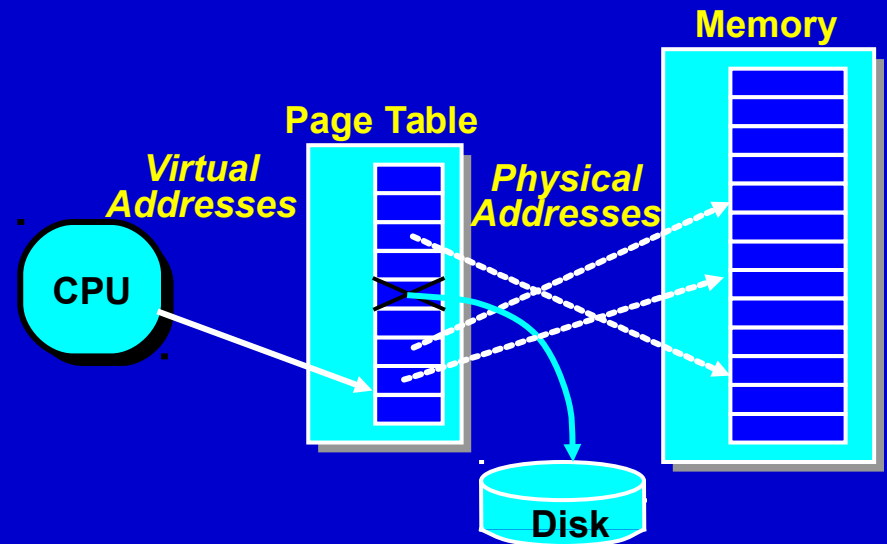 Memory
Page Table
Virtual
Addresses
Physical
Addresses
CPU
Disk